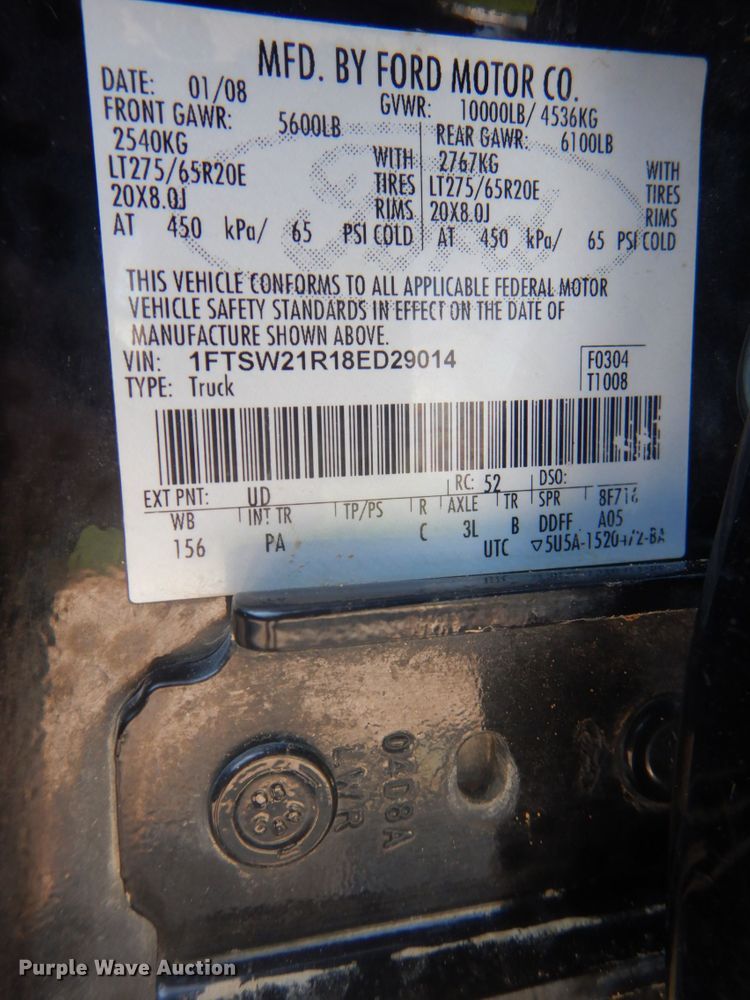 MFD. BY FORD MOTOR CO.
DATE: 01/08 GVWR: 10000LB/ 4536KG
FRONT GAWR: 5600LB REAR GAWR: 6100LB
2540KG WITH 2767KG WITH
LT275/65R20E TIRES LT275/65R20E TIRES
20X8.0J RIMS 20X8.0J RIMS
AT 450 kPa/ 65 PSI COLD AT 450 kPa/ 65 PSI COLD
Ford
THIS VEHICLE CONFORMS TO ALL APPLICABLE FEDERAL MOTOR
VEHICLE SAFETY STANDARDS IN EFFECT ON THE DATE OF
MANUFACTURE SHOWN ABOVE.
VIN: 1FTSW21R18ED29014 F0304
TYPE: Truck T1008
EXT PNT: UD RC: 52 DSO:
WB INT TR TP/PS R AXLE TR SPR
156 PA C 3L B DDFF A05
UTC
0408A
LWR
Purple Wave Auction